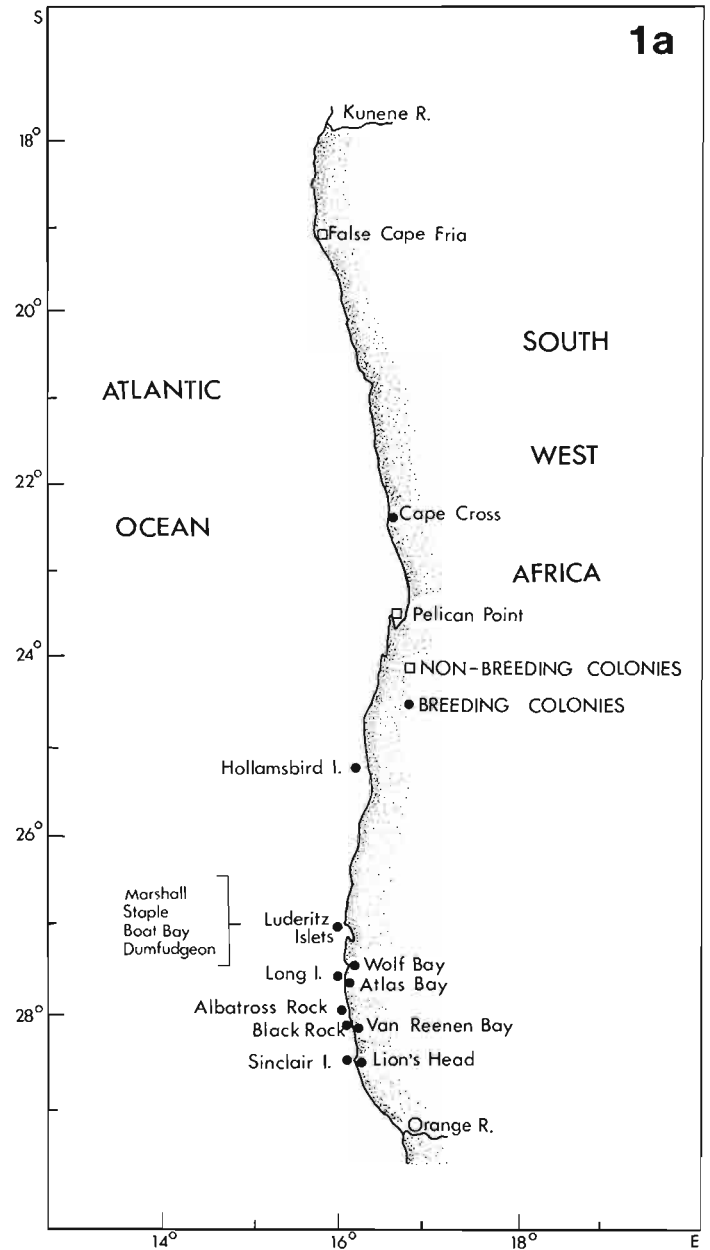 S
1a
Kunene R.
18°
False Cape Fria
20°
SOUTH
ATLANTIC
WEST
22°
Cape Cross
OCEAN
AFRICA
Pelican Point
24°
NON-BREEDING COLONIES
BREEDING COLONIES
Hollamsbird I.
26°
Marshall
Staple
Boat Bay
Dumfudgeon
Luderitz
Islets
Wolf Bay
Long I.
Atlas Bay
Albatross Rock
28°
Black Rock
Van Reenen Bay
Sinclair I.
Lion's Head
Orange R.
14°
16°
18°
E